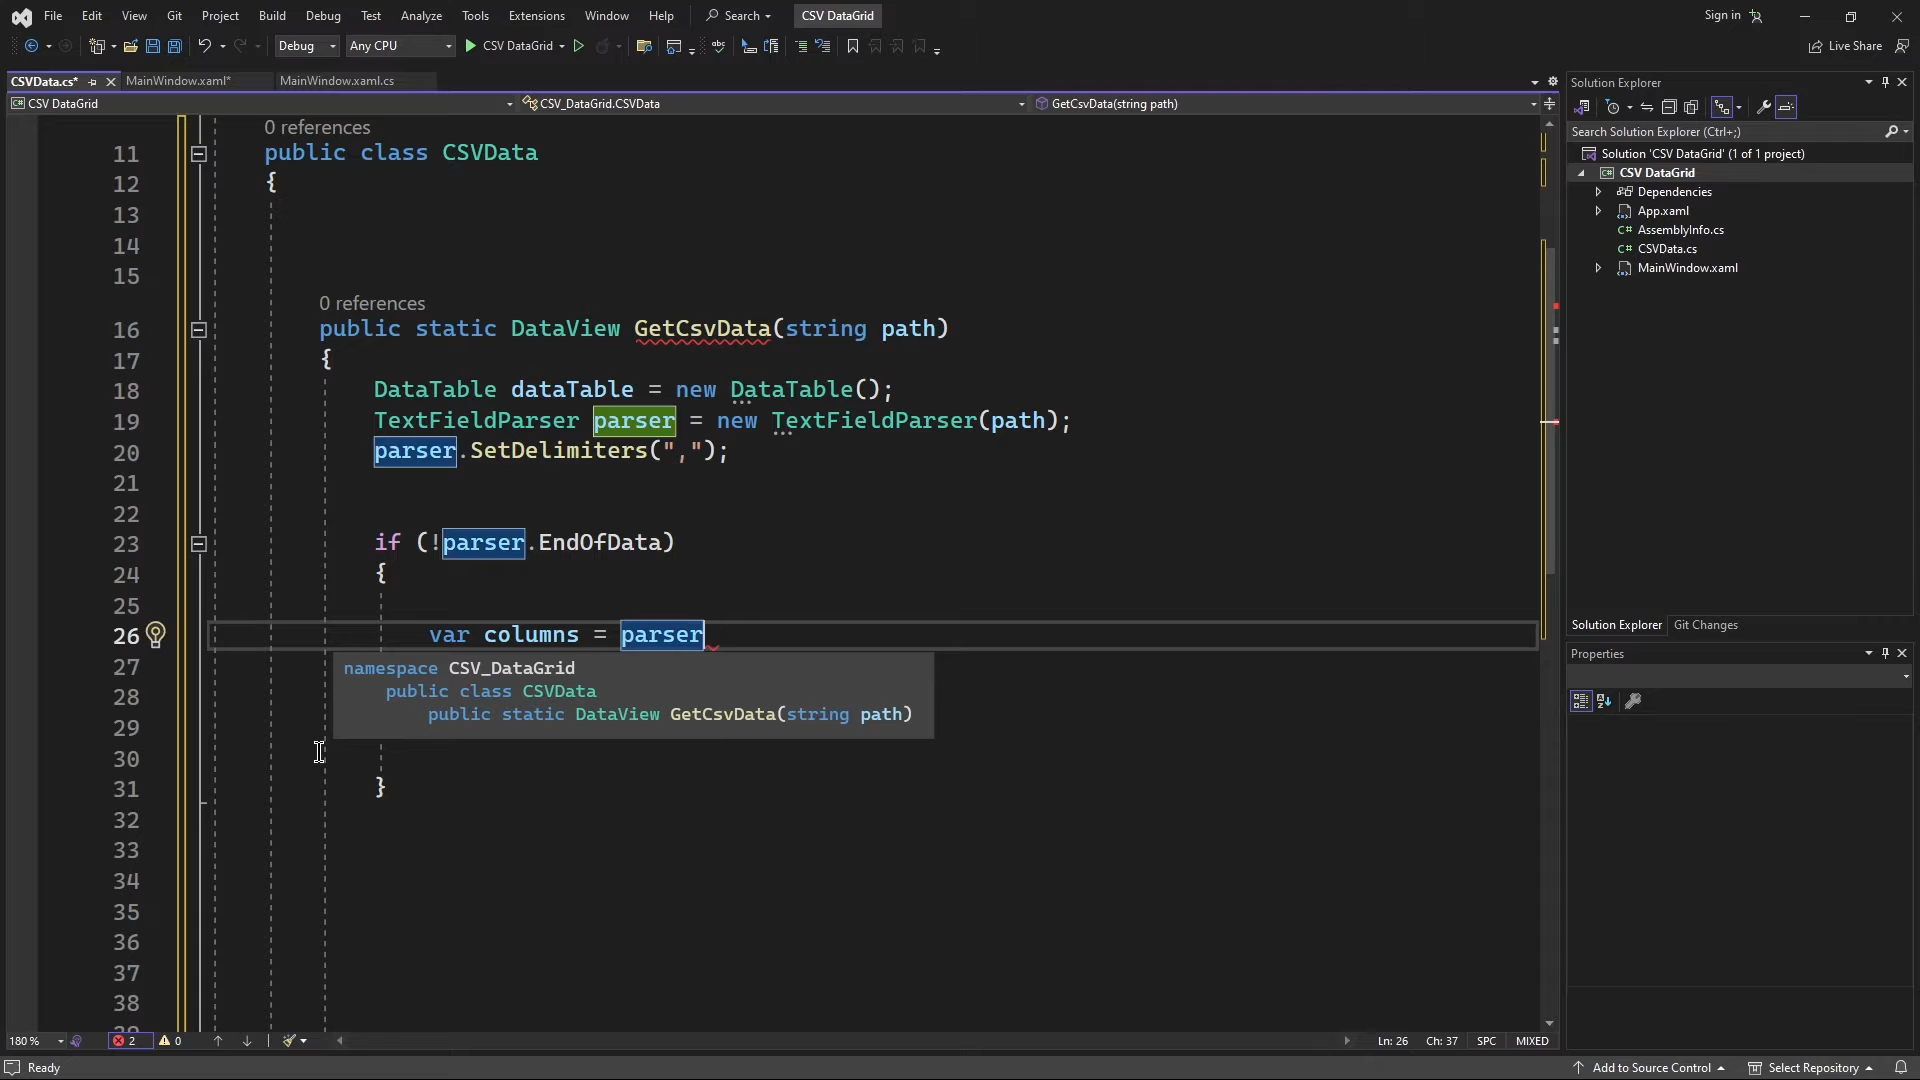 File Edit View Git Project Build Debug Test Analyze Tools Extensions Window Help Search CSV DataGrid Sign in
Debug Any CPU CSV DataGrid Live Share
CSVData.cs* MainWindow.xaml* MainWindow.xaml.cs
CSV DataGrid CSV_DataGrid.CSVData GetCsvData(string path)
0 references
11 public class CSVData
12 {
13
14
15
0 references
16 public static DataView GetCsvData(string path)
17 {
18 DataTable dataTable = new DataTable();
19 TextFieldParser parser = new TextFieldParser(path);
20 parser.SetDelimiters(",");
21
22
23 if (!parser.EndOfData)
24 {
25
26 var columns = parser
27
28
29
30
31 }
32
33
34
35
36
37
38
namespace CSV_DataGrid
public class CSVData
public static DataView GetCsvData(string path)
180 % 2 0 Ln: 26 Ch: 37 SPC MIXED
Ready Add to Source Control Select Repository
Solution Explorer
Search Solution Explorer (Ctrl+;)
Solution 'CSV DataGrid' (1 of 1 project)
CSV DataGrid
Dependencies
App.xaml
C# AssemblyInfo.cs
C# CSVData.cs
MainWindow.xaml
Solution Explorer Git Changes
Properties